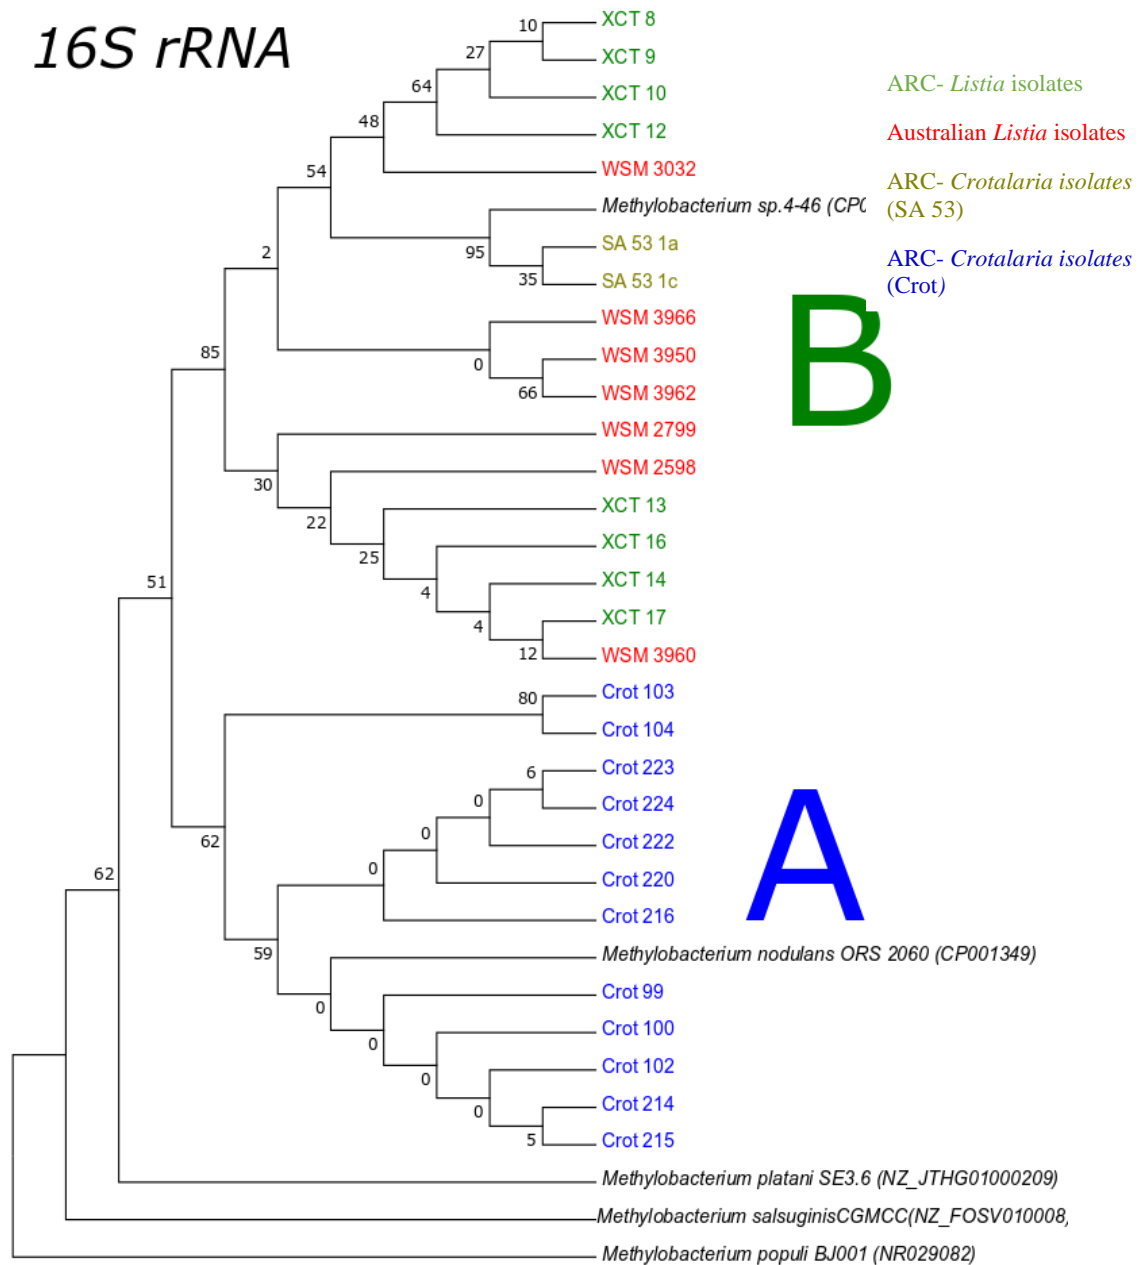 16S rRNA
10
XCT 8
XCT 9
27
XCT 10
64
XCT 12
48
WSM 3032
54
Methylobacterium sp.4-46 (CP0
95
SA 53 1a
35
SA 53 1c
2
WSM 3966
0
WSM 3950
66
WSM 3962
85
WSM 2799
30
WSM 2598
22
XCT 13
25
XCT 16
4
XCT 14
4
XCT 17
12
WSM 3960
51
80
Crot 103
Crot 104
62
6
Crot 223
Crot 224
0
Crot 222
0
Crot 220
0
Crot 216
59
Methylobacterium nodulans ORS 2060 (CP001349)
0
Crot 99
0
Crot 100
0
Crot 102
0
Crot 214
5
Crot 215
62
Methylobacterium platani SE3.6 (NZ_JTHG01000209)
Methylobacterium salsuginisCGMCC(NZ_FOSV010008,
Methylobacterium populi BJ001 (NR029082)
ARC- Listia isolates
Australian Listia isolates
ARC- Crotalaria isolates
(SA 53)
ARC- Crotalaria isolates
(Crot)
B
A